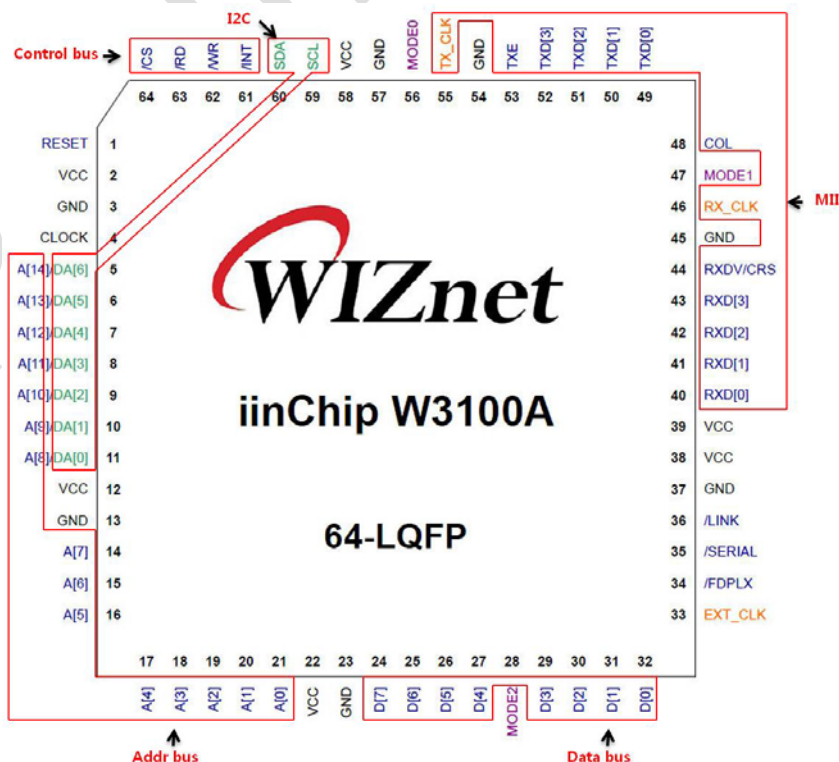 I2C
Control bus
/CS /RD /WR /INT SDA SCL VCC GND MODE0 TX_CLK GND TXE TXD[3] TXD[2] TXD[1] TXD[0]
64 63 62 61 60 59 58 57 56 55 54 53 52 51 50 49
RESET 1 48 COL
VCC 2 47 MODE1
GND 3 46 RX_CLK
MII
CLOCK 4 45 GND
A[14]/DA[6] 5 44 RXDV/CRS
A[13]/DA[5] 6 43 RXD[3]
A[12]/DA[4] 7 42 RXD[2]
A[11]/DA[3] 8 41 RXD[1]
A[10]/DA[2] 9 40 RXD[0]
A[9]/DA[1] 10 39 VCC
A[8]/DA[0] 11 38 VCC
VCC 12 37 GND
GND 13 36 /LINK
A[7] 14 35 /SERIAL
A[6] 15 34 /FDPLX
A[5] 16 33 EXT_CLK
WIZnet
iinChip W3100A
64-LQFP
17 18 19 20 21 22 23 24 25 26 27 28 29 30 31 32
A[4] A[3] A[2] A[1] A[0] VCC GND D[7] D[6] D[5] D[4] MODE2 D[3] D[2] D[1] D[0]
Addr bus
Data bus